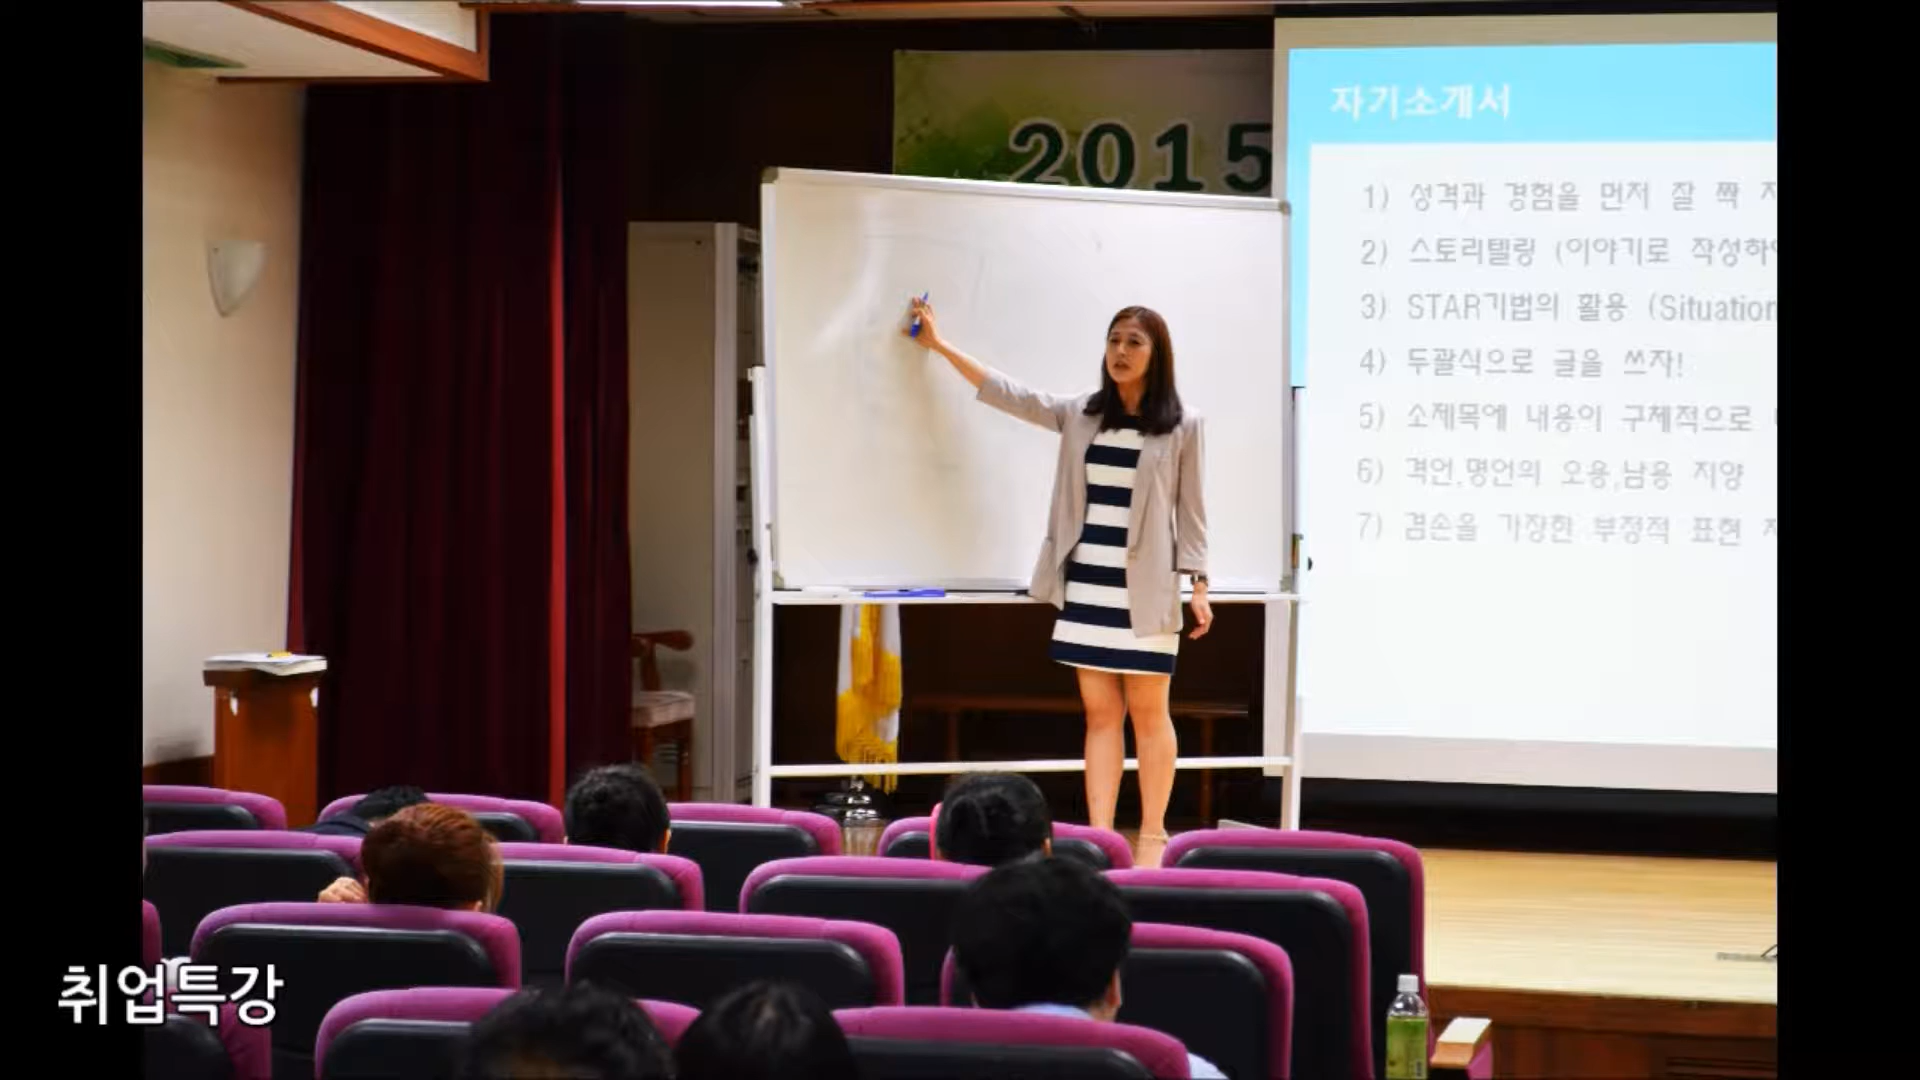 2015
자기소개서
1) 성격과 경험을 먼저 잘 짝
2) 스토리텔링 (이야기로 작성하
3) STAR기법의 활용 (Situation
4) 두괄식으로 글을 쓰자!
5) 소제목에 내용이 구체적으로
6) 격언,명언의 오용,남용 지양
7) 겸손을 가장한 부정적 표현
취업특강